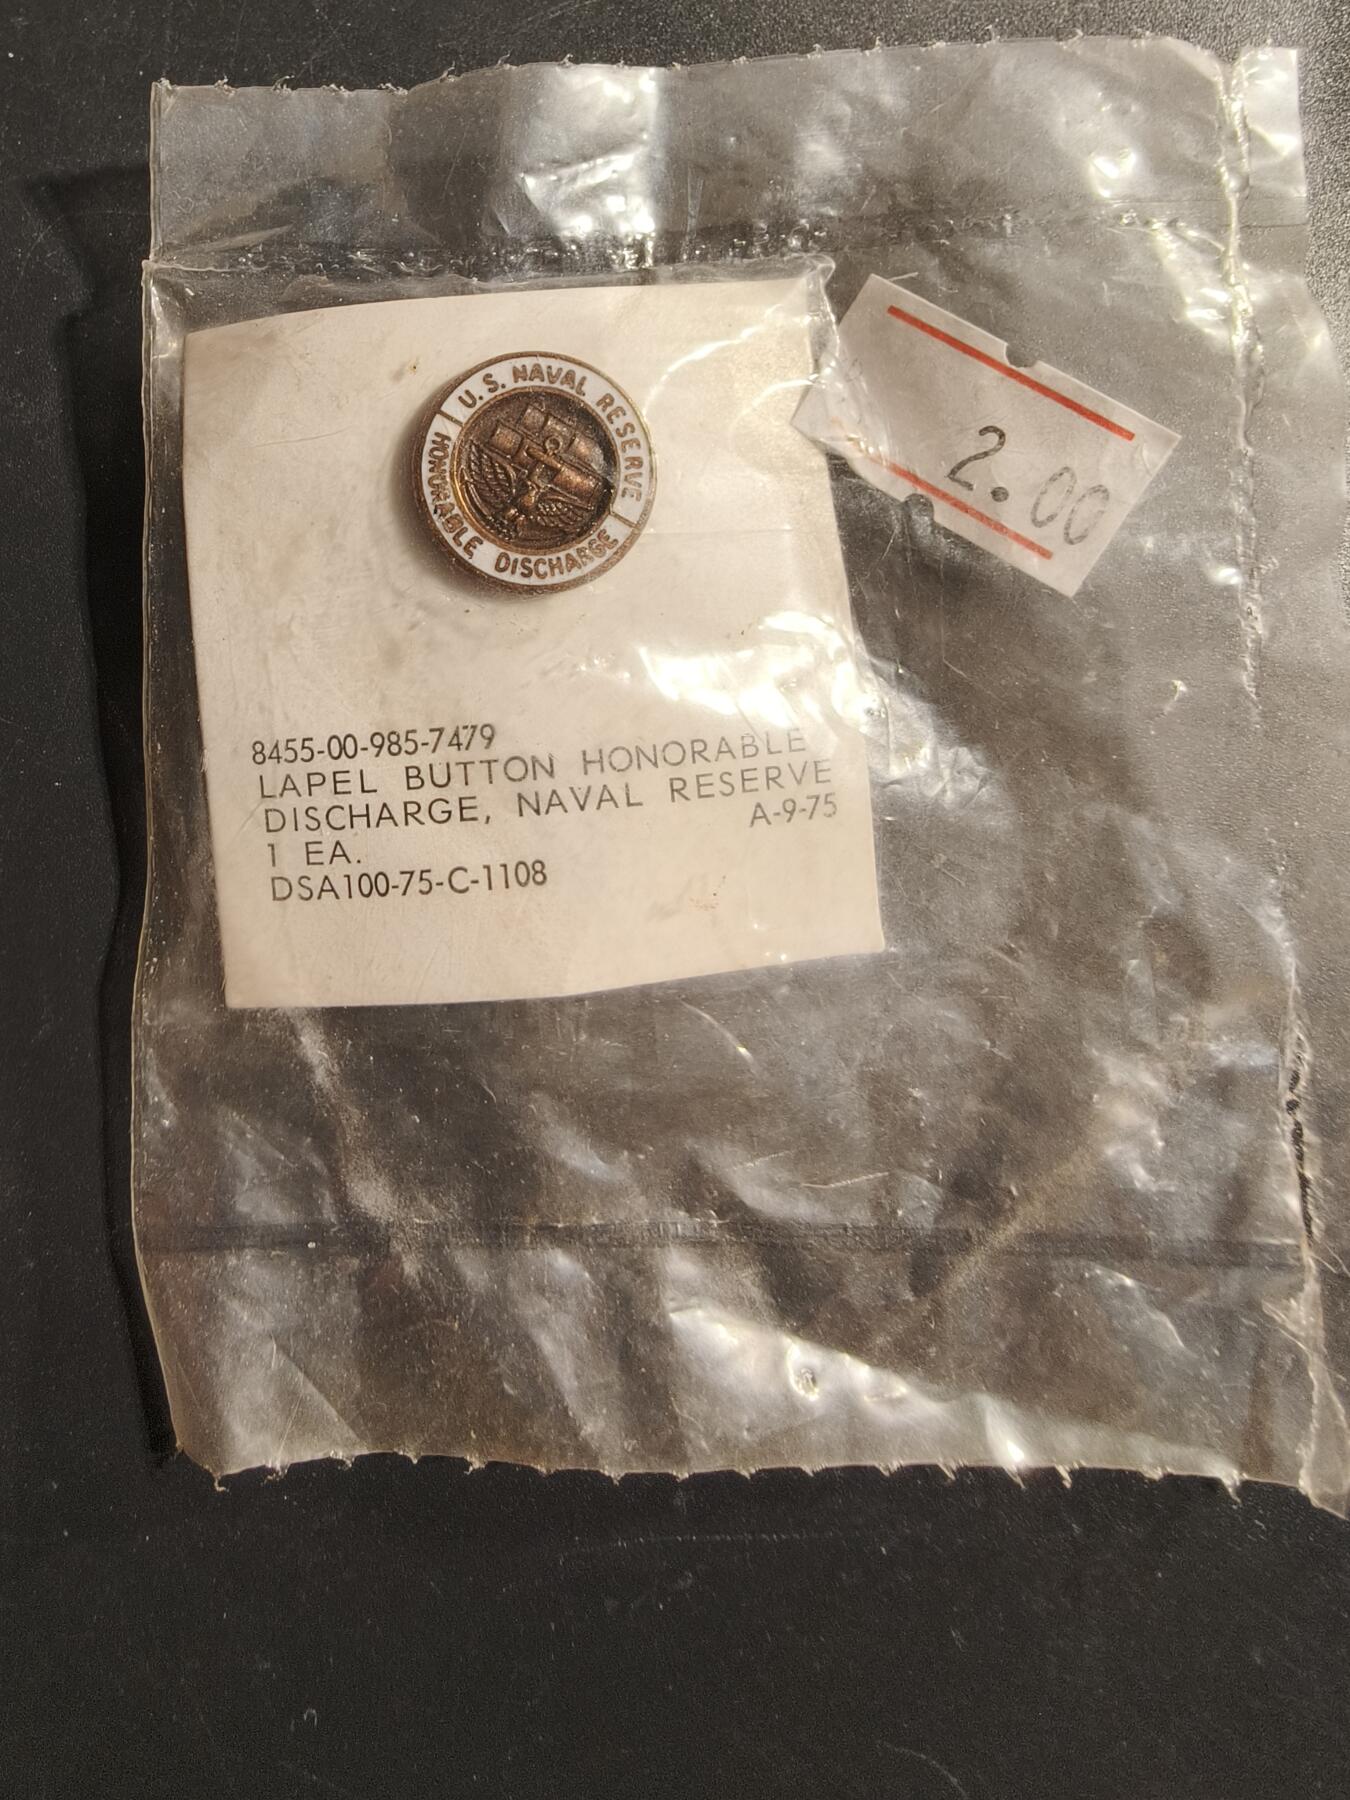 U.S. NAVAL RESERVE
HONORABLE DISCHARGE
2.00
8455-00-985-7479
LAPEL BUTTON HONORABLE
DISCHARGE, NAVAL RESERVE
A-9-75
1 EA.
DSA100-75-C-1108